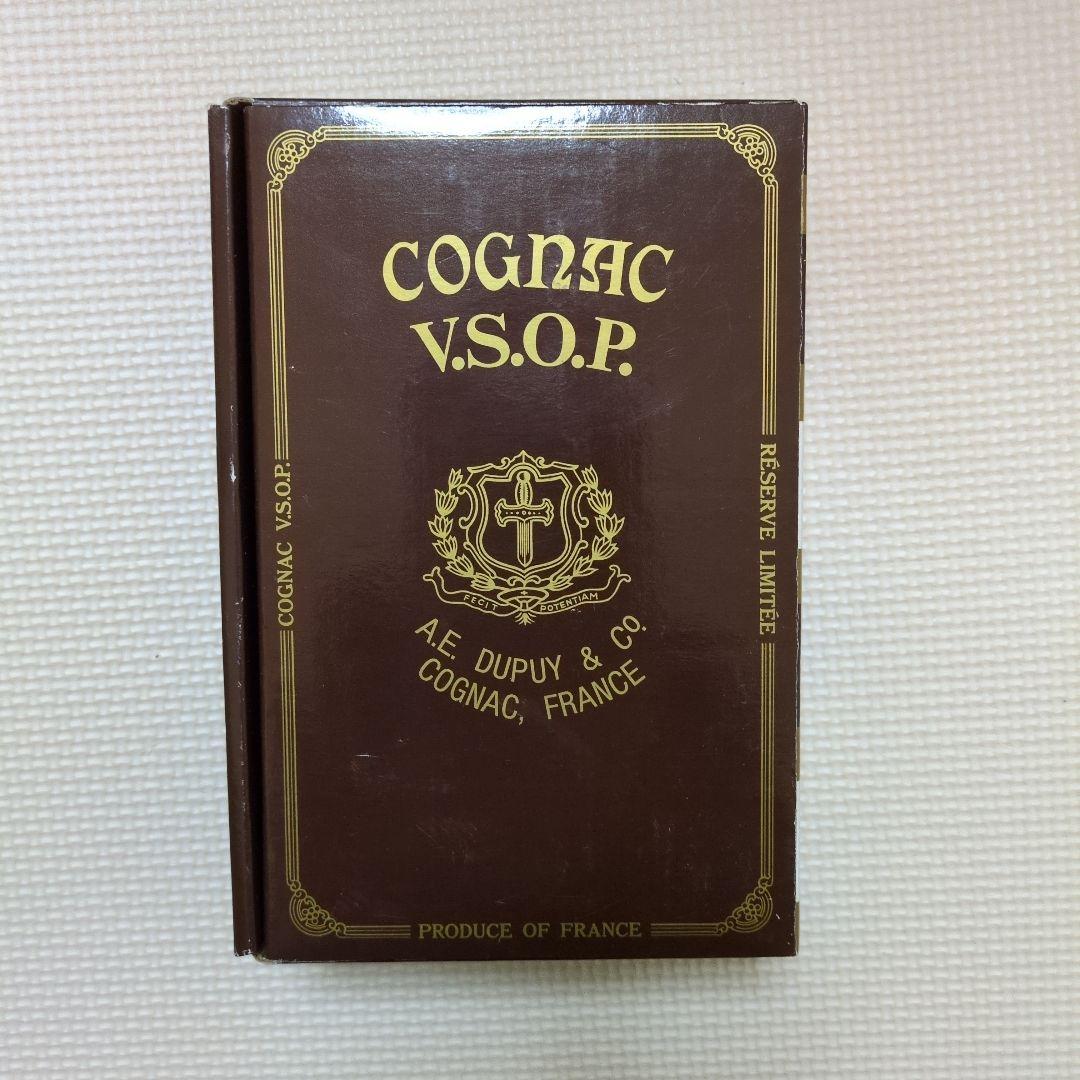 COGNAC
V.S.O.P.
COGNAC V.S.O.P.
RÉSERVE LIMITÉE
FECIT POTENTIAM
A.E. DUPUY & Co.
COGNAC, FRANCE
PRODUCE OF FRANCE